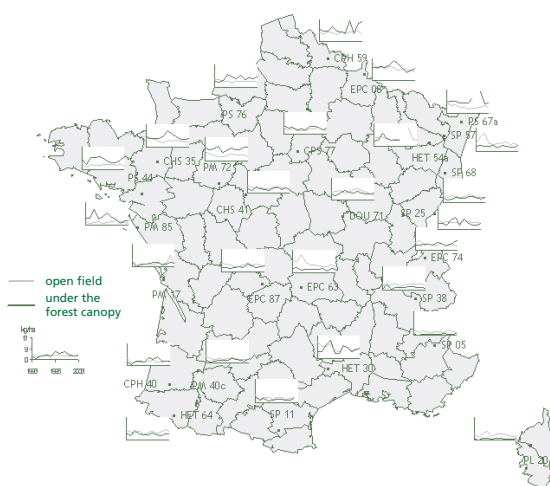 CPH 59
EPC 08
PS 76
PS 67a
SP 57
CPS 77
HET 54a
CHS 35
PM 72
SP 68
PS 44
CHS 41
DOU 71
SP 25
PM 85
EPC 74
open field
under the
forest canopy
EPC 87
EPC 63
SP 38
PM 17
kg/ha
SP 05
HET 30
CPH 40
PM 40c
HET 64
SP 11
PL 20